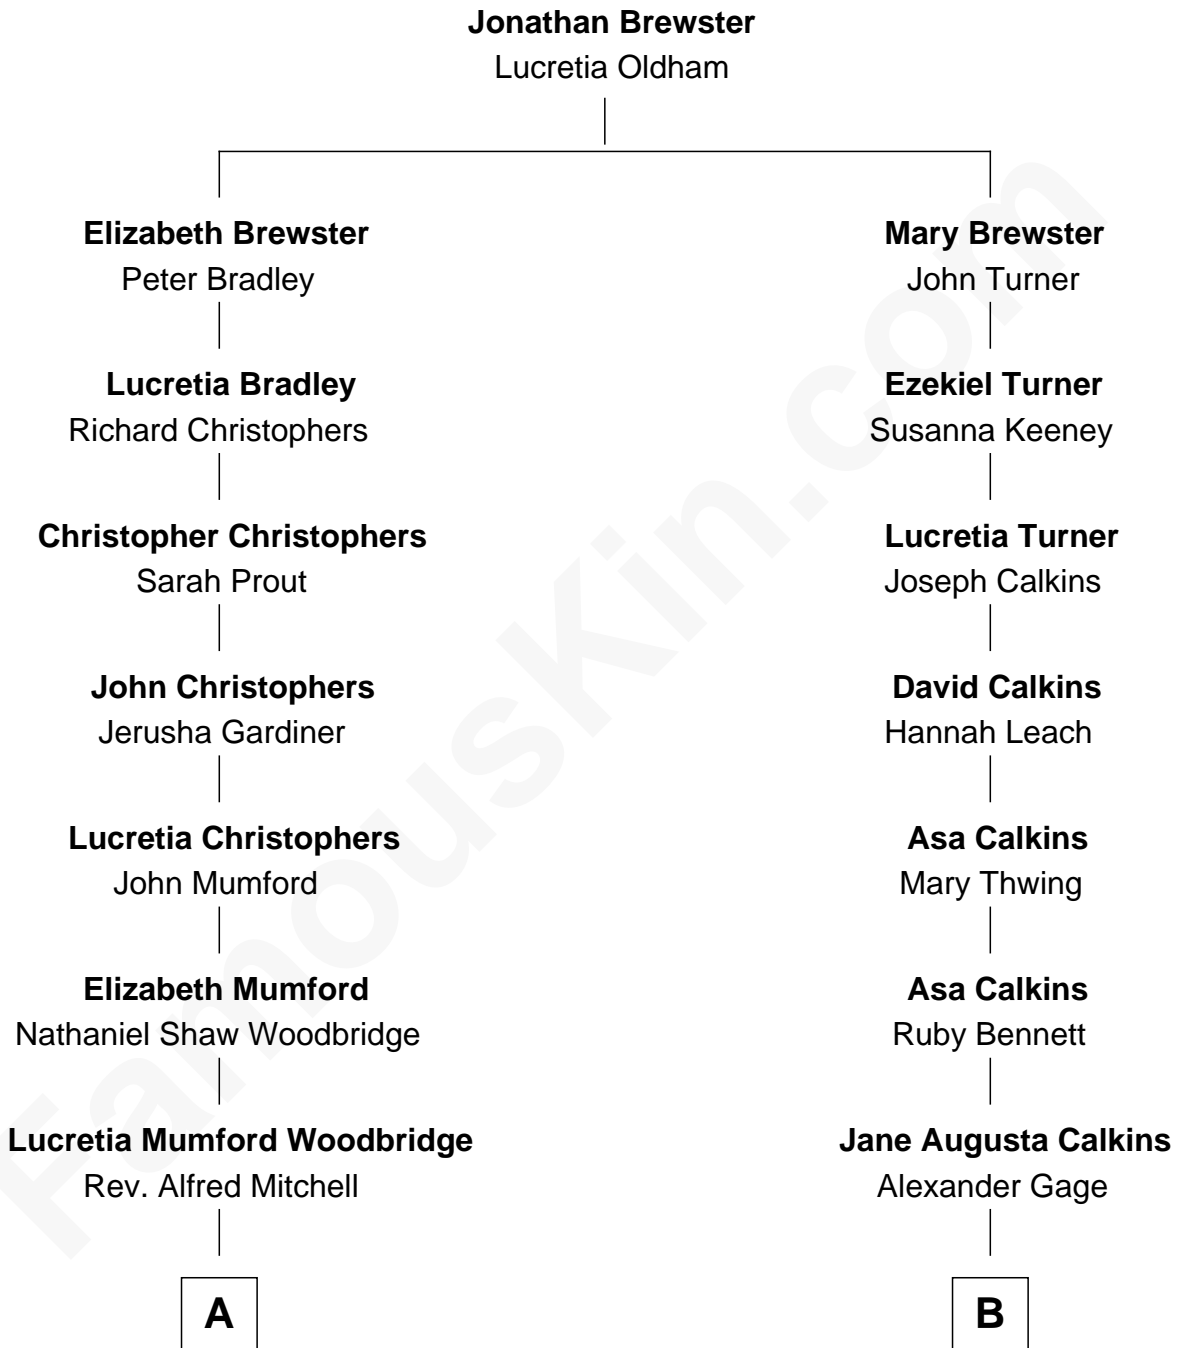 Jonathan Brewster
Lucretia Oldham
Elizabeth Brewster
Peter Bradley
Mary Brewster
John Turner
Lucretia Bradley
Richard Christophers
Ezekiel Turner
Susanna Keeney
Christopher Christophers
Sarah Prout
Lucretia Turner
Joseph Calkins
John Christophers
Jerusha Gardiner
David Calkins
Hannah Leach
Lucretia Christophers
John Mumford
Asa Calkins
Mary Thwing
Elizabeth Mumford
Nathaniel Shaw Woodbridge
Asa Calkins
Ruby Bennett
Lucretia Mumford Woodbridge
Rev. Alfred Mitchell
Jane Augusta Calkins
Alexander Gage
A
B
FamousKin.com